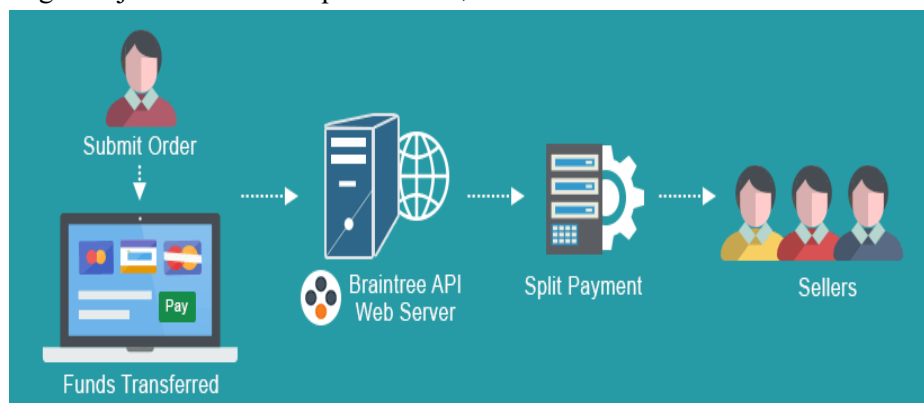 Submit Order
Pay
Funds Transferred
Braintree API
Web Server
Split Payment
Sellers